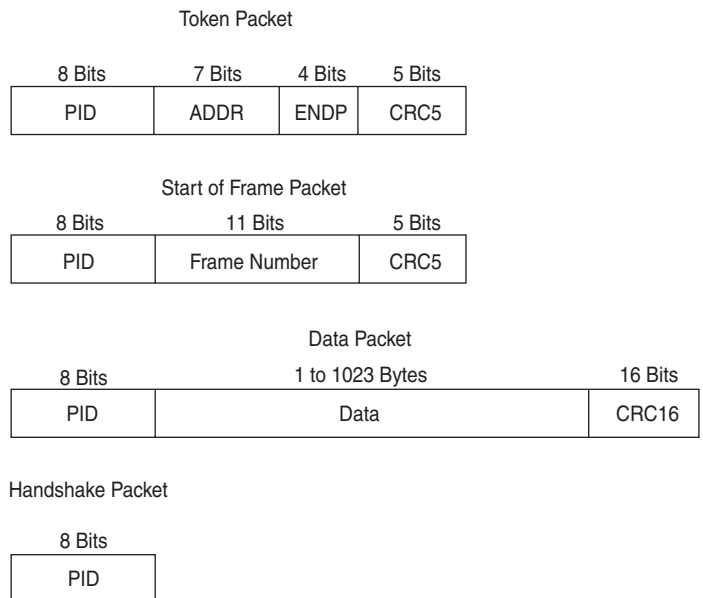 Token Packet
8 Bits 7 Bits 4 Bits 5 Bits
PID ADDR ENDP CRC5
Start of Frame Packet
8 Bits 11 Bits 5 Bits
PID Frame Number CRC5
Data Packet
8 Bits 1 to 1023 Bytes 16 Bits
PID Data CRC16
Handshake Packet
8 Bits
PID